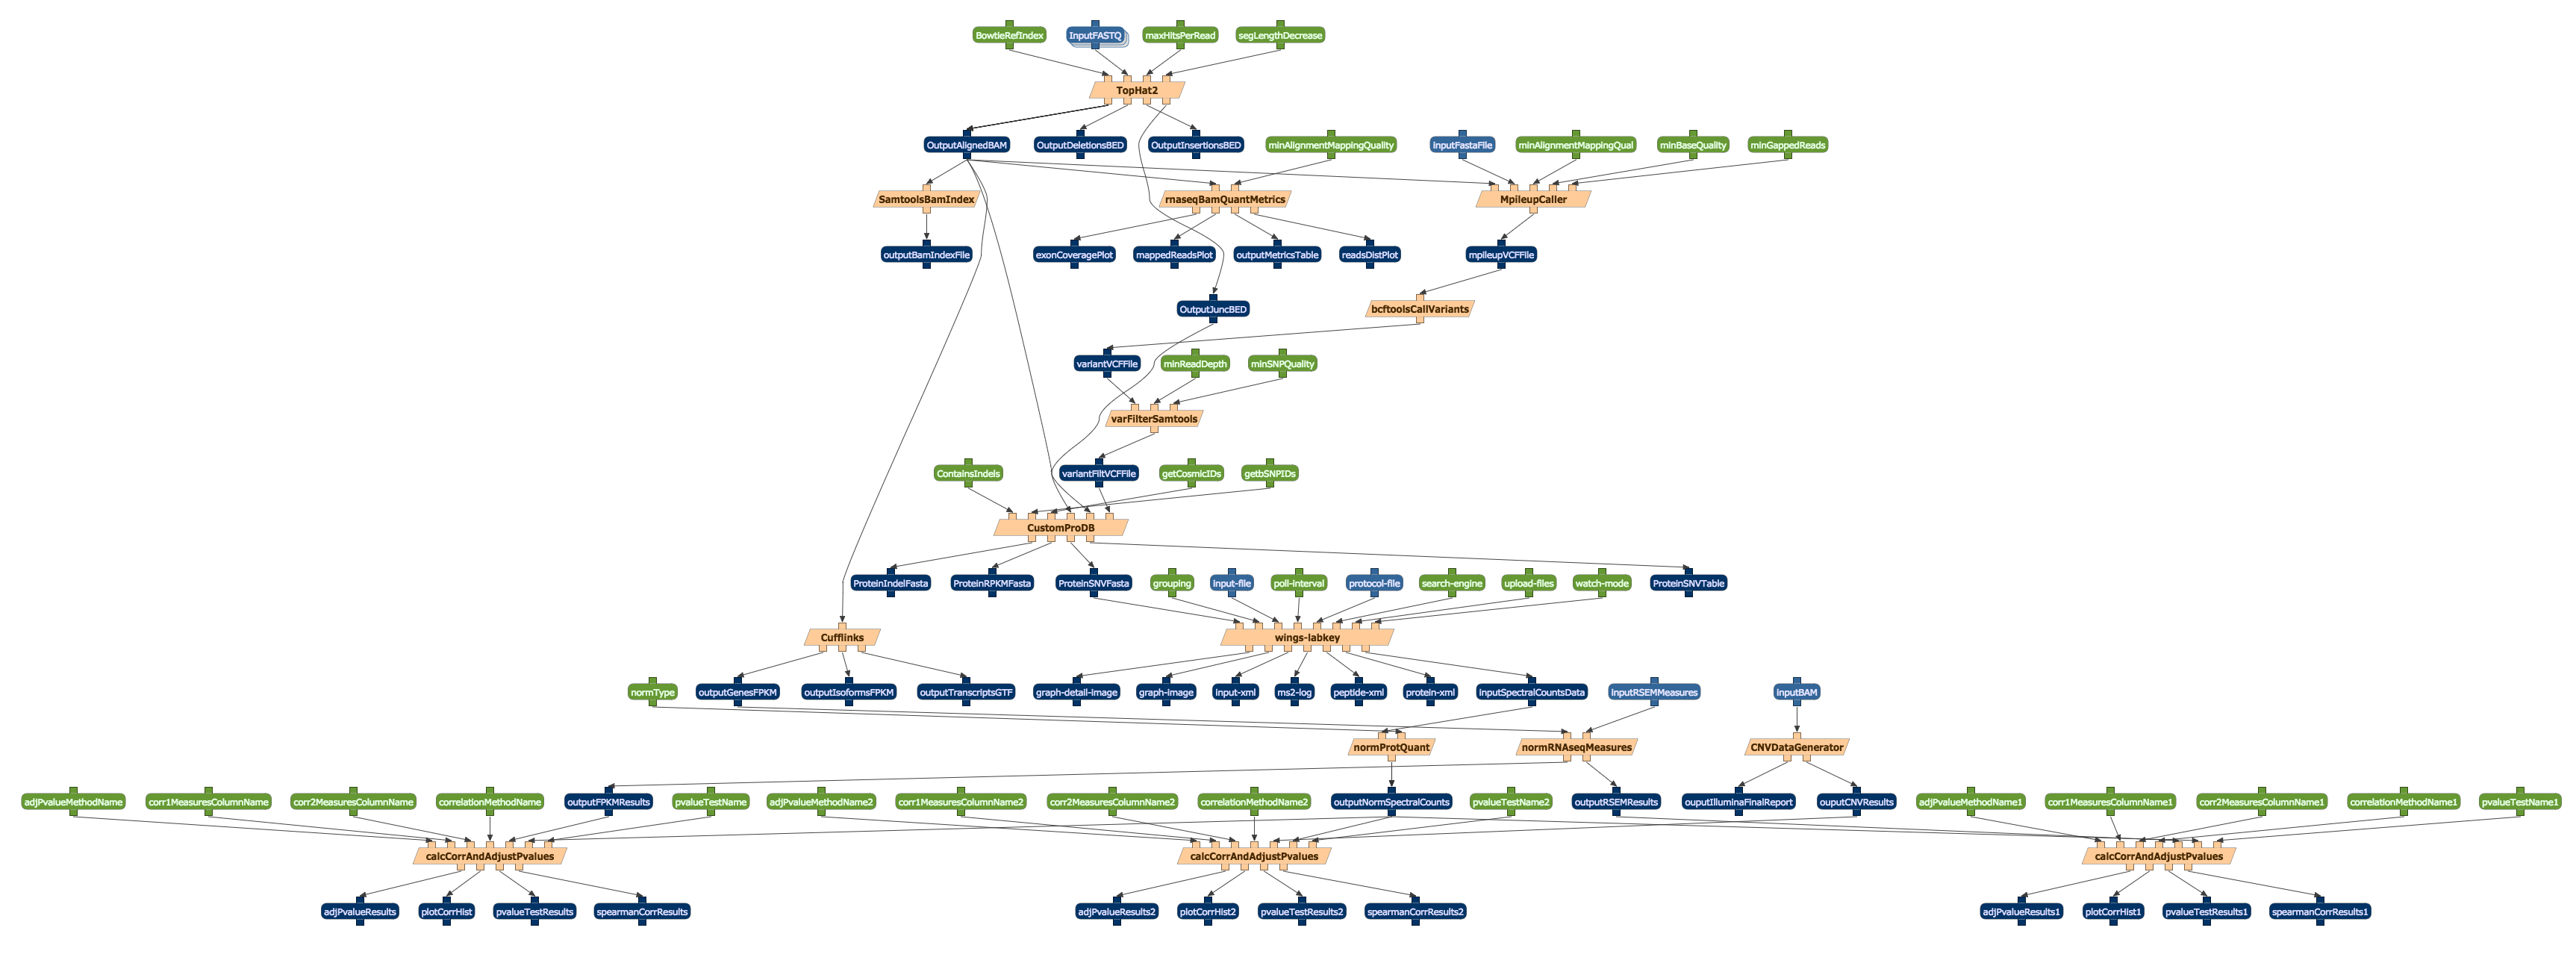 BowtieRefIndex InputFASTQ maxHitsPerRead segLengthDecrease
TopHat2
OutputAlignedBAM OutputDeletionsBED OutputInsertionsBED minAlignmentMappingQuality inputFastaFile minAlignmentMappingQual minBaseQuality minGappedReads
SamtoolsBamIndex rnaseqBamQuantMetrics MpileupCaller
outputBamIndexFile exonCoveragePlot mappedReadsPlot outputMetricsTable readsDistPlot mpileupVCFFile
OutputJuncBED bcftoolsCallVariants
variantVCFFile minReadDepth minSNPQuality
varFilterSamtools
ContainsIndels variantFiltVCFFile getCosmicIDs getbSNPIDs
CustomProDB
ProteinIndelFasta ProteinRPKMFasta ProteinSNVFasta grouping input-file poll-interval protocol-file search-engine upload-files watch-mode ProteinSNVTable
Cufflinks wings-labkey
normType outputGenesFPKM outputIsoformsFPKM outputTranscriptsGTF graph-detail-image graph-image input-xml ms2-log peptide-xml protein-xml inputSpectralCountsData inputRSEMMeasures inputBAM
normProtQuant normRNAseqMeasures CNVDataGenerator
adjPvalueMethodName corr1MeasuresColumnName corr2MeasuresColumnName correlationMethodName outputFPKMResults pvalueTestName adjPvalueMethodName2 corr1MeasuresColumnName2 corr2MeasuresColumnName2 correlationMethodName2 outputNormSpectralCounts pvalueTestName2 outputRSEMResults ouputIlluminaFinalReport ouputCNVResults adjPvalueMethodName1 corr1MeasuresColumnName1 corr2MeasuresColumnName1 correlationMethodName1 pvalueTestName1
calcCorrAndAdjustPvalues calcCorrAndAdjustPvalues calcCorrAndAdjustPvalues
adjPvalueResults plotCorrHist pvalueTestResults spearmanCorrResults adjPvalueResults2 plotCorrHist2 pvalueTestResults2 spearmanCorrResults2 adjPvalueResults1 plotCorrHist1 pvalueTestResults1 spearmanCorrResults1